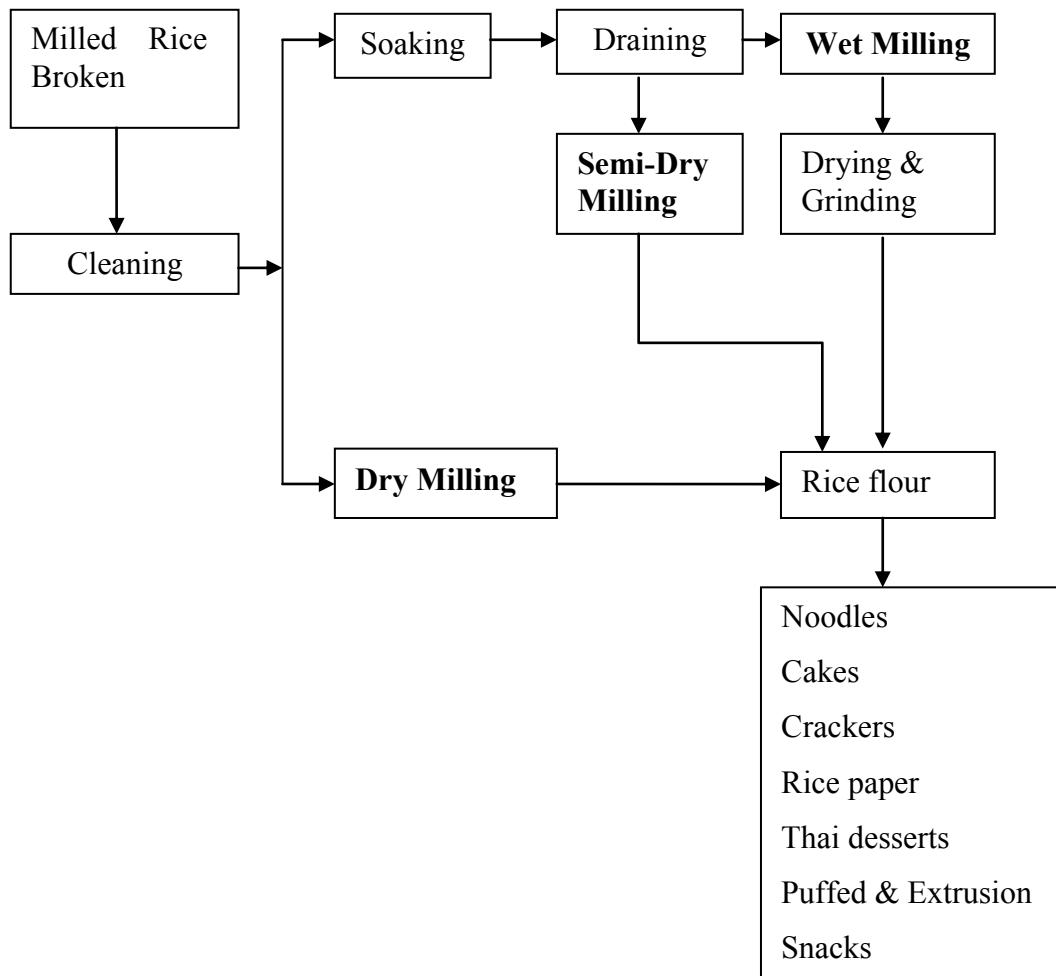 Milled Rice
Broken
Soaking
Draining
Wet Milling
Semi-Dry
Milling
Drying &
Grinding
Cleaning
Dry Milling
Rice flour
Noodles
Cakes
Crackers
Rice paper
Thai desserts
Puffed & Extrusion
Snacks